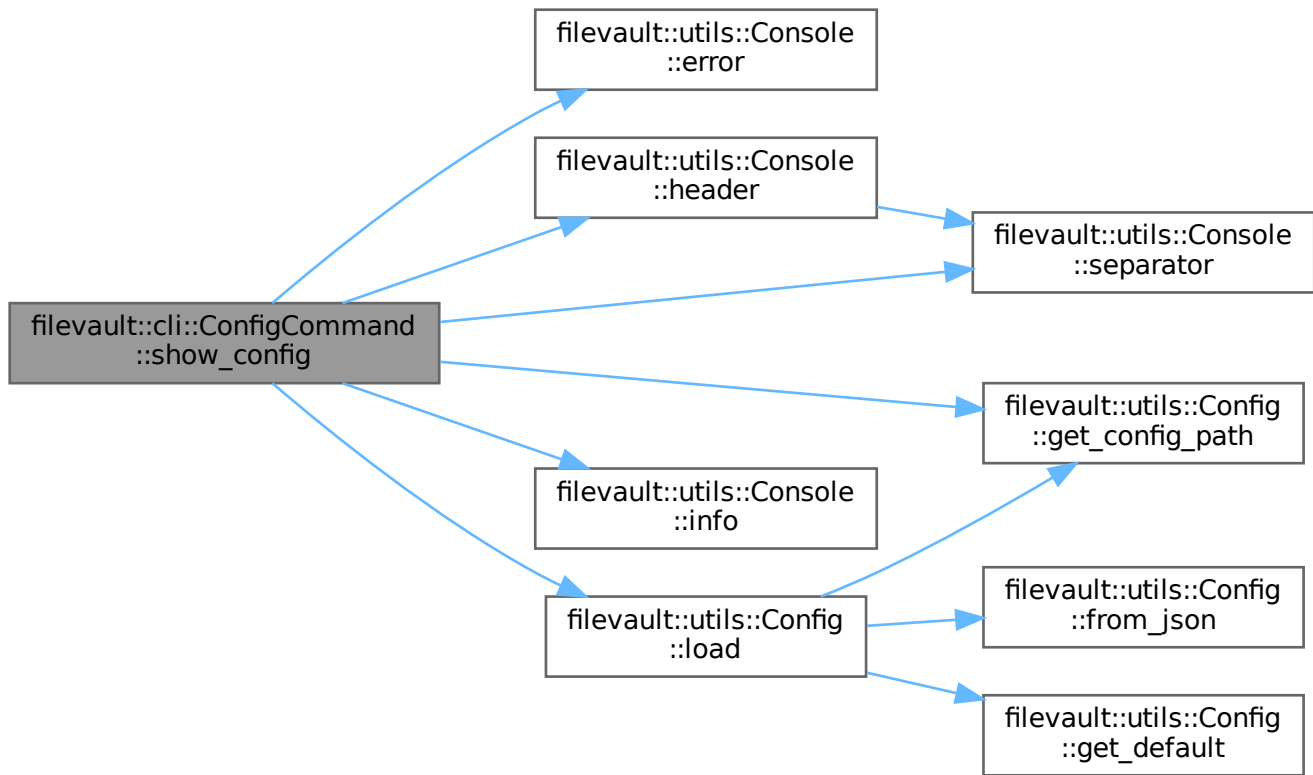 filevault::utils::Console
::error
filevault::utils::Console
::header
filevault::utils::Console
::separator
filevault::cli::ConfigCommand
::show_config
filevault::utils::Config
::get_config_path
filevault::utils::Console
::info
filevault::utils::Config
::from_json
filevault::utils::Config
::load
filevault::utils::Config
::get_default